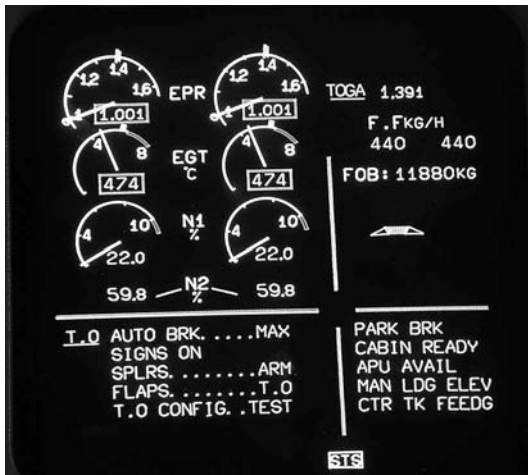 1.2 1.4 1.6 EPR 1.2 1.4 1.6 TOGA 1.391
1 1.001 1 1.001
F.F KG/H
4 8 EGT 4 8 440 440
474 °C 474 FOB: 11880KG
4 10 N1 4 10
22.0 % 22.0
59.8 N2 59.8
%
T.O AUTO BRK.....MAX
SIGNS ON
SPLRS........ARM
FLAPS........T.O
T.O CONFIG..TEST
PARK BRK
CABIN READY
APU AVAIL
MAN LDG ELEV
CTR TK FEEDG
STS